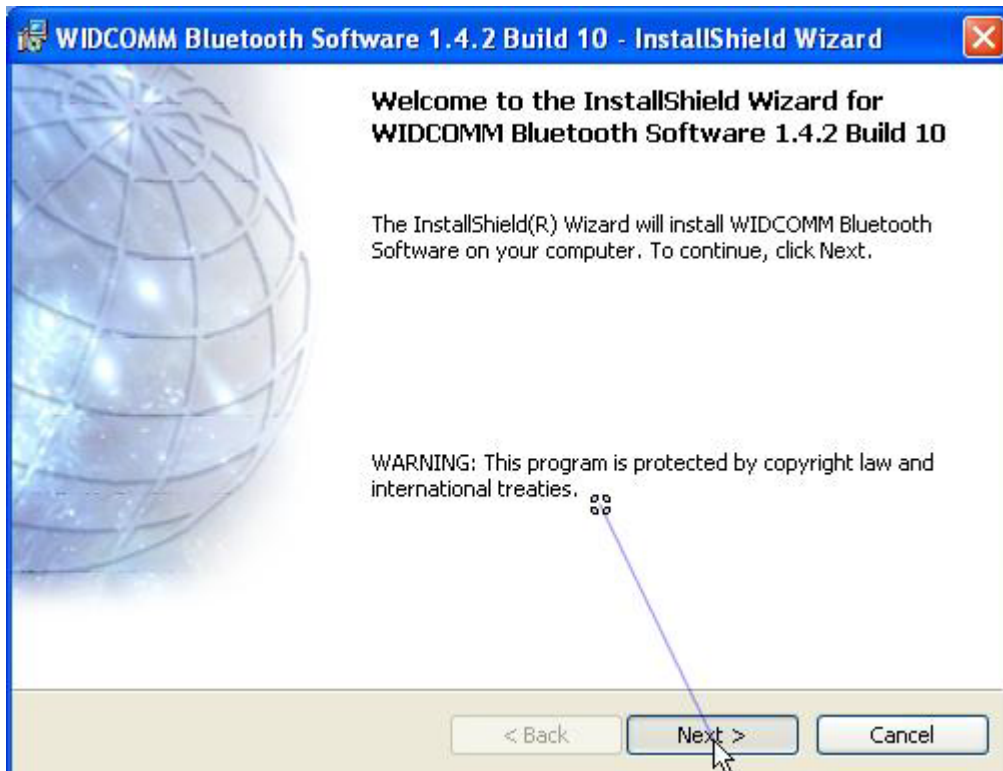 WIDCOMM Bluetooth Software 1.4.2 Build 10 - InstallShield Wizard
Welcome to the InstallShield Wizard for
WIDCOMM Bluetooth Software 1.4.2 Build 10
The InstallShield(R) Wizard will install WIDCOMM Bluetooth
Software on your computer. To continue, click Next.
WARNING: This program is protected by copyright law and
international treaties.
< Back
Next >
Cancel